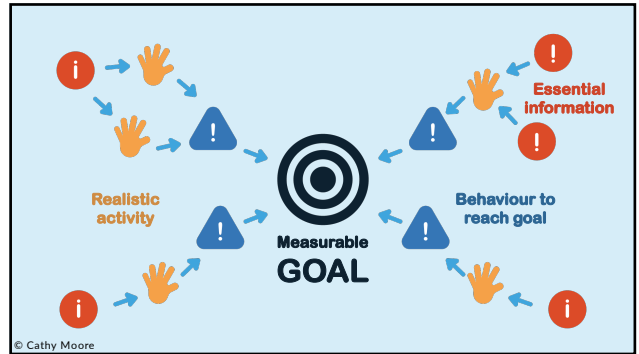 i
!
!
Essential
information
!
!
!
Realistic
activity
Behaviour to
reach goal
!
!
Measurable
GOAL
i
i
© Cathy Moore